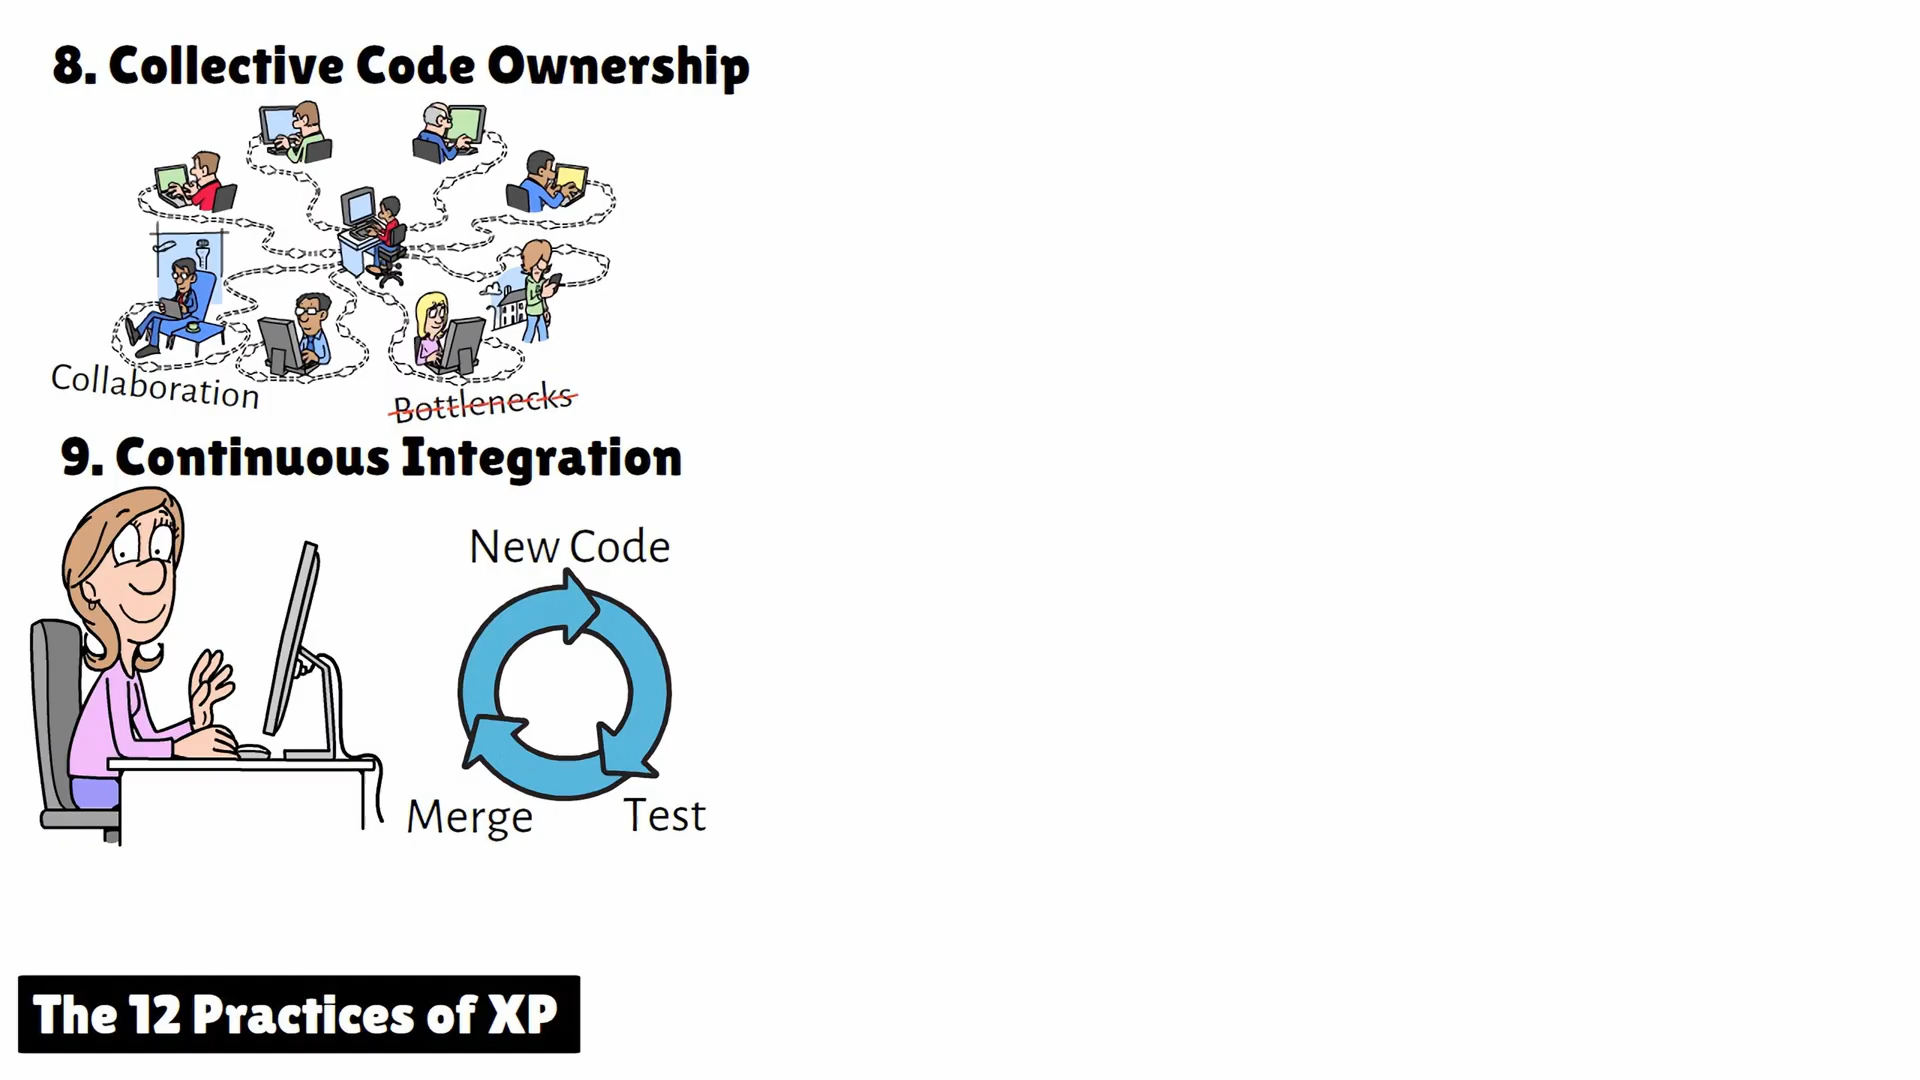 8. Collective Code Ownership
Collaboration
Bottlenecks
9. Continuous Integration
New Code
Merge
Test
The 12 Practices of XP